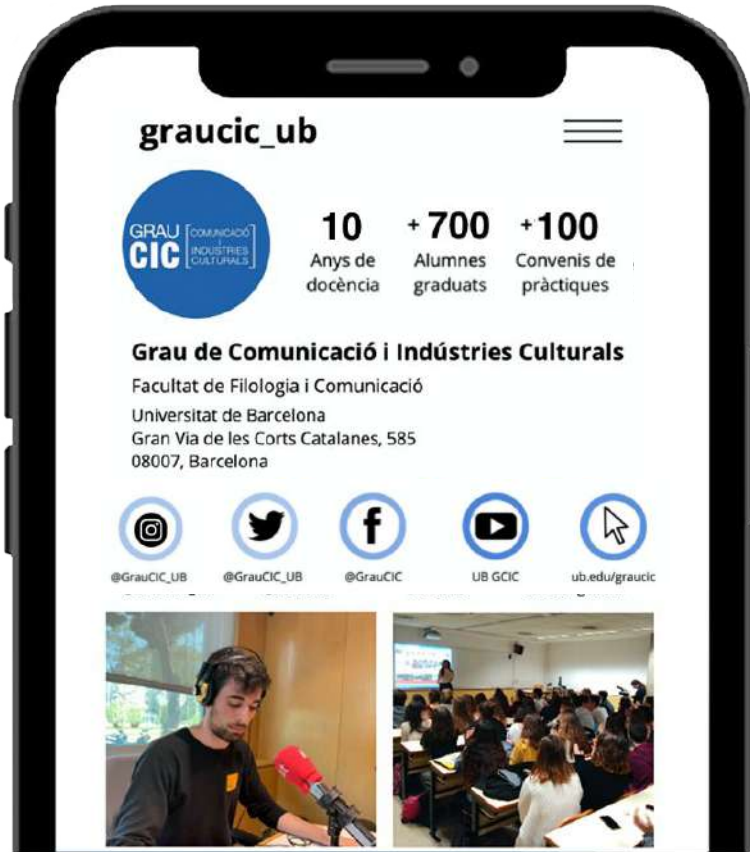 graucic_ub
GRAU
CIC
COMUNICACIÓ
I
INDÚSTRIES
CULTURALS
10
+ 700
+100
Anys de
docència
Alumnes
graduats
Convenis de
pràctiques
Grau de Comunicació i Indústries Culturals
Facultat de Filologia i Comunicació
Universitat de Barcelona
Gran Via de les Corts Catalanes, 585
08007, Barcelona
@GrauCIC_UB
@GrauCIC_UB
@GrauCIC
UB GCIC
ub.edu/graucic